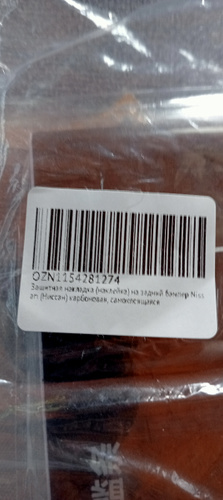 OZN1154281274
Защитная накладка (наклейка) на задний бампер Niss
an (Ниссан) карбоновая, самоклеящаяся